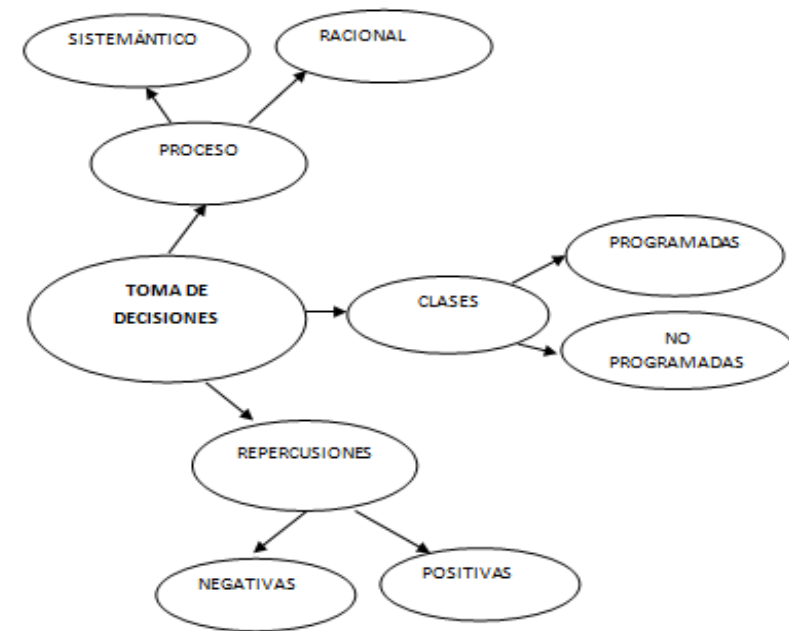 SISTEMÁNTICO
RACIONAL
PROCESO
TOMA DE
DECISIONES
CLASES
PROGRAMADAS
NO
PROGRAMADAS
REPERCUSIONES
NEGATIVAS
POSITIVAS